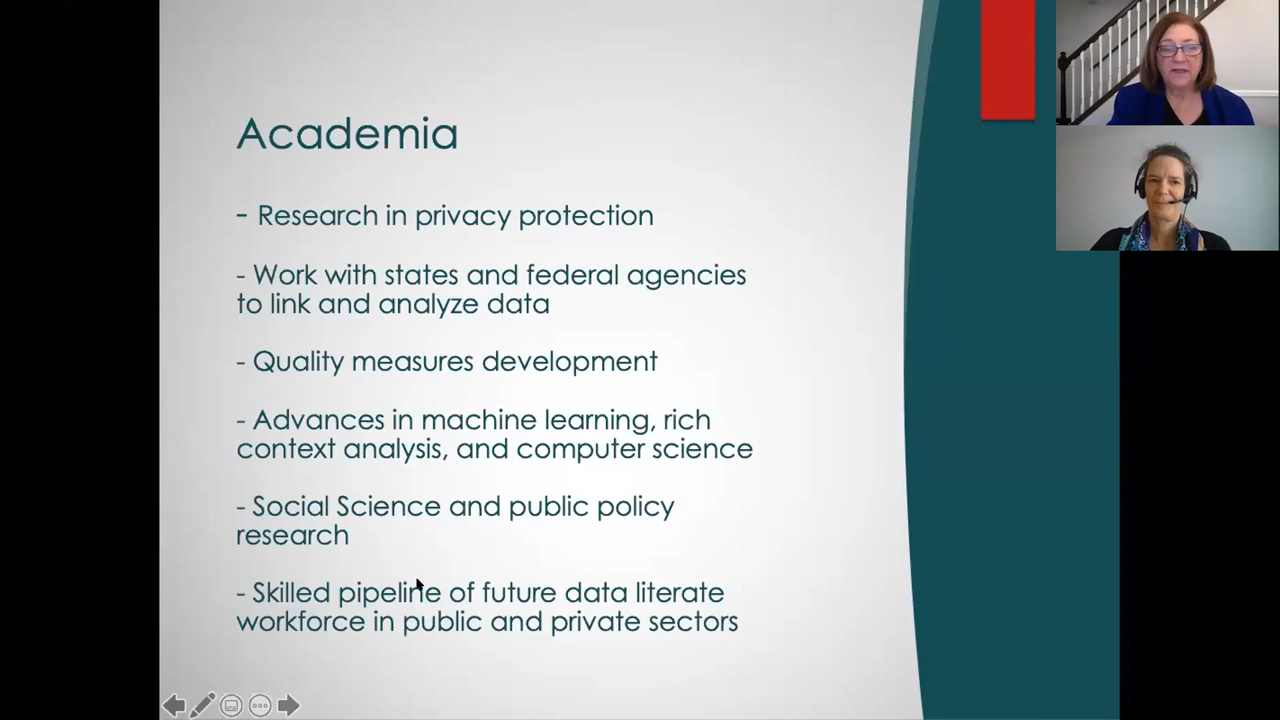 Academia
- Research in privacy protection
- Work with states and federal agencies
to link and analyze data
- Quality measures development
- Advances in machine learning, rich
context analysis, and computer science
- Social Science and public policy
research
- Skilled pipeline of future data literate
workforce in public and private sectors